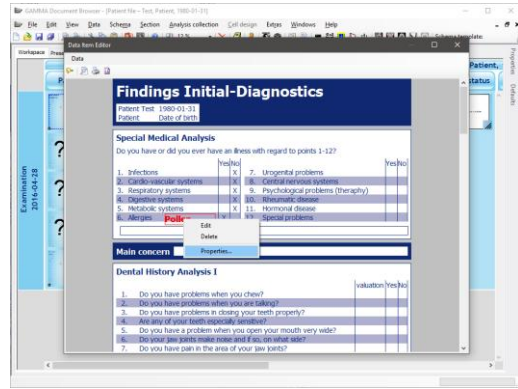 GAMMA Document Browser - [Patient file - Test, Patient, 1980-01-31]
File Edit View Data Schema Section Analysis collection Cell design Extras Windows Help
Workspace
Data Item Editor
Data
Patient,
status
Properties
Defaults
Examination
2016-04-28
?
?
?
Findings Initial-Diagnostics
Patient Test 1980-01-31
Patient Date of birth
Special Medical Analysis
Do you have or did you ever have an illness with regard to points 1-12?
Yes No Yes No
1. Infections X 7. Urogenital problems
2. Cardio-vascular systems X 8. Central nervous systems
3. Respiratory systems X 9. Psychological problems (theraphy)
4. Digestive systems X 10. Rheumatic disease
5. Metabolic systems X 11. Hormonal disease
6. Allergies Pollen X 12. Special problems
Edit
Delete
Properties...
Main concern
Dental History Analysis I
valuation Yes No
1. Do you have problems when you chew?
2. Do you have problems when you are talking?
3. Do you have problems in closing your teeth properly?
4. Are any of your teeth especially sensitive?
5. Do you have a problem when you open your mouth very wide?
6. Do your jaw joints make noise and if so, on what side?
7. Do you have pain in the area of your jaw joints?